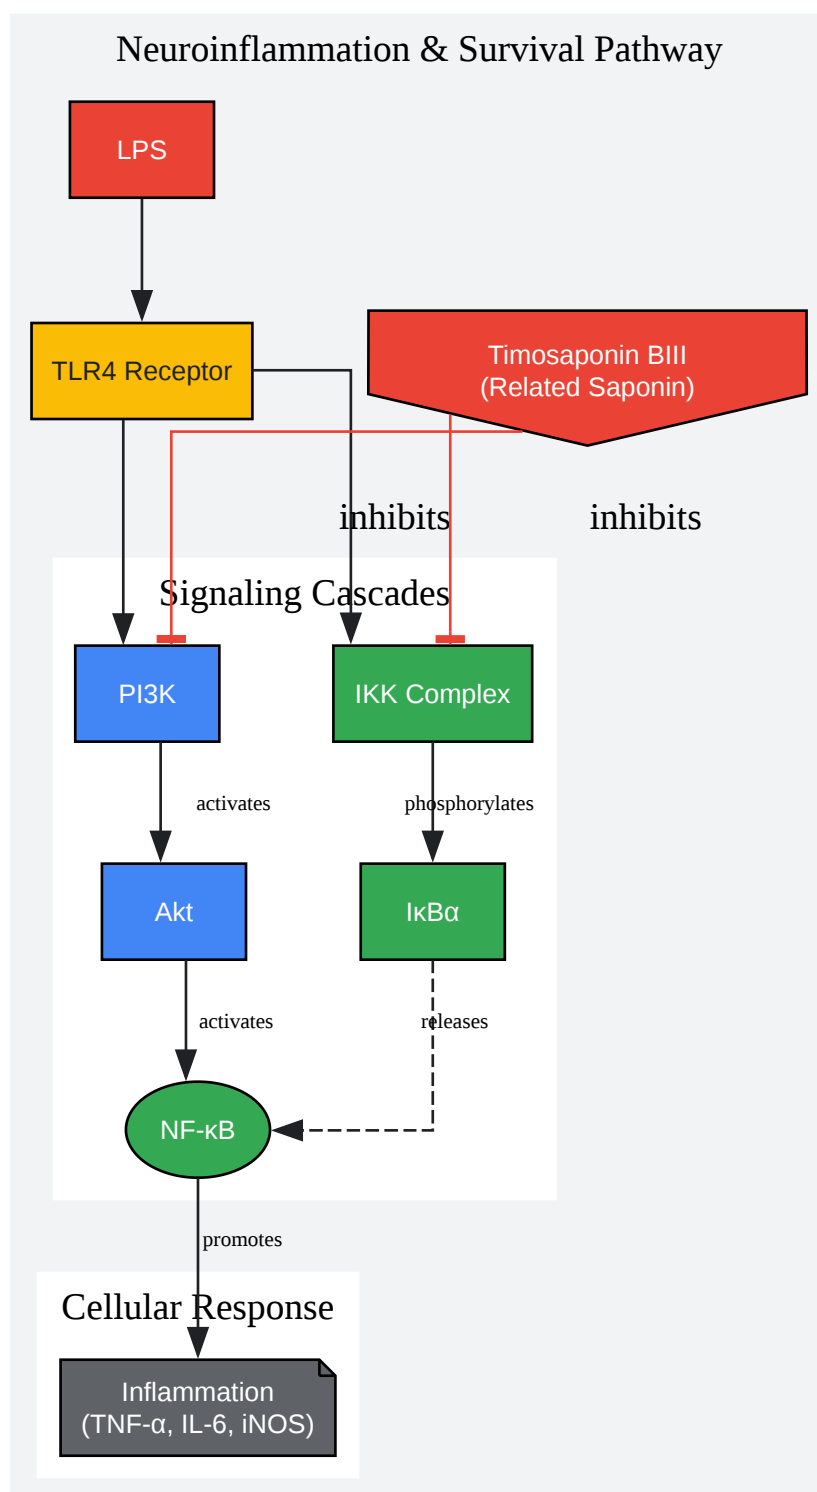 Neuroinflammation & Survival Pathway
LPS
TLR4 Receptor
Timosaponin BIII
(Related Saponin)
inhibits
inhibits
Signaling Cascades
PI3K
IKK Complex
activates
phosphorylates
Akt
IκBα
activates
releases
NF-κB
promotes
Cellular Response
Inflammation
(TNF-α, IL-6, iNOS)